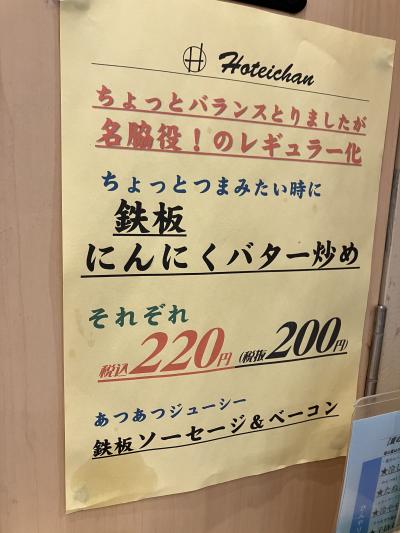 Hoteichan
ちょっとバランスとりましたが
名脇役！のレギュラー化
ちょっとつまみたい時に
鉄板
にんにくバター炒め
それぞれ
税込220円 (税抜200円)
あつあつジューシー
鉄板ソーセージ＆ベーコン